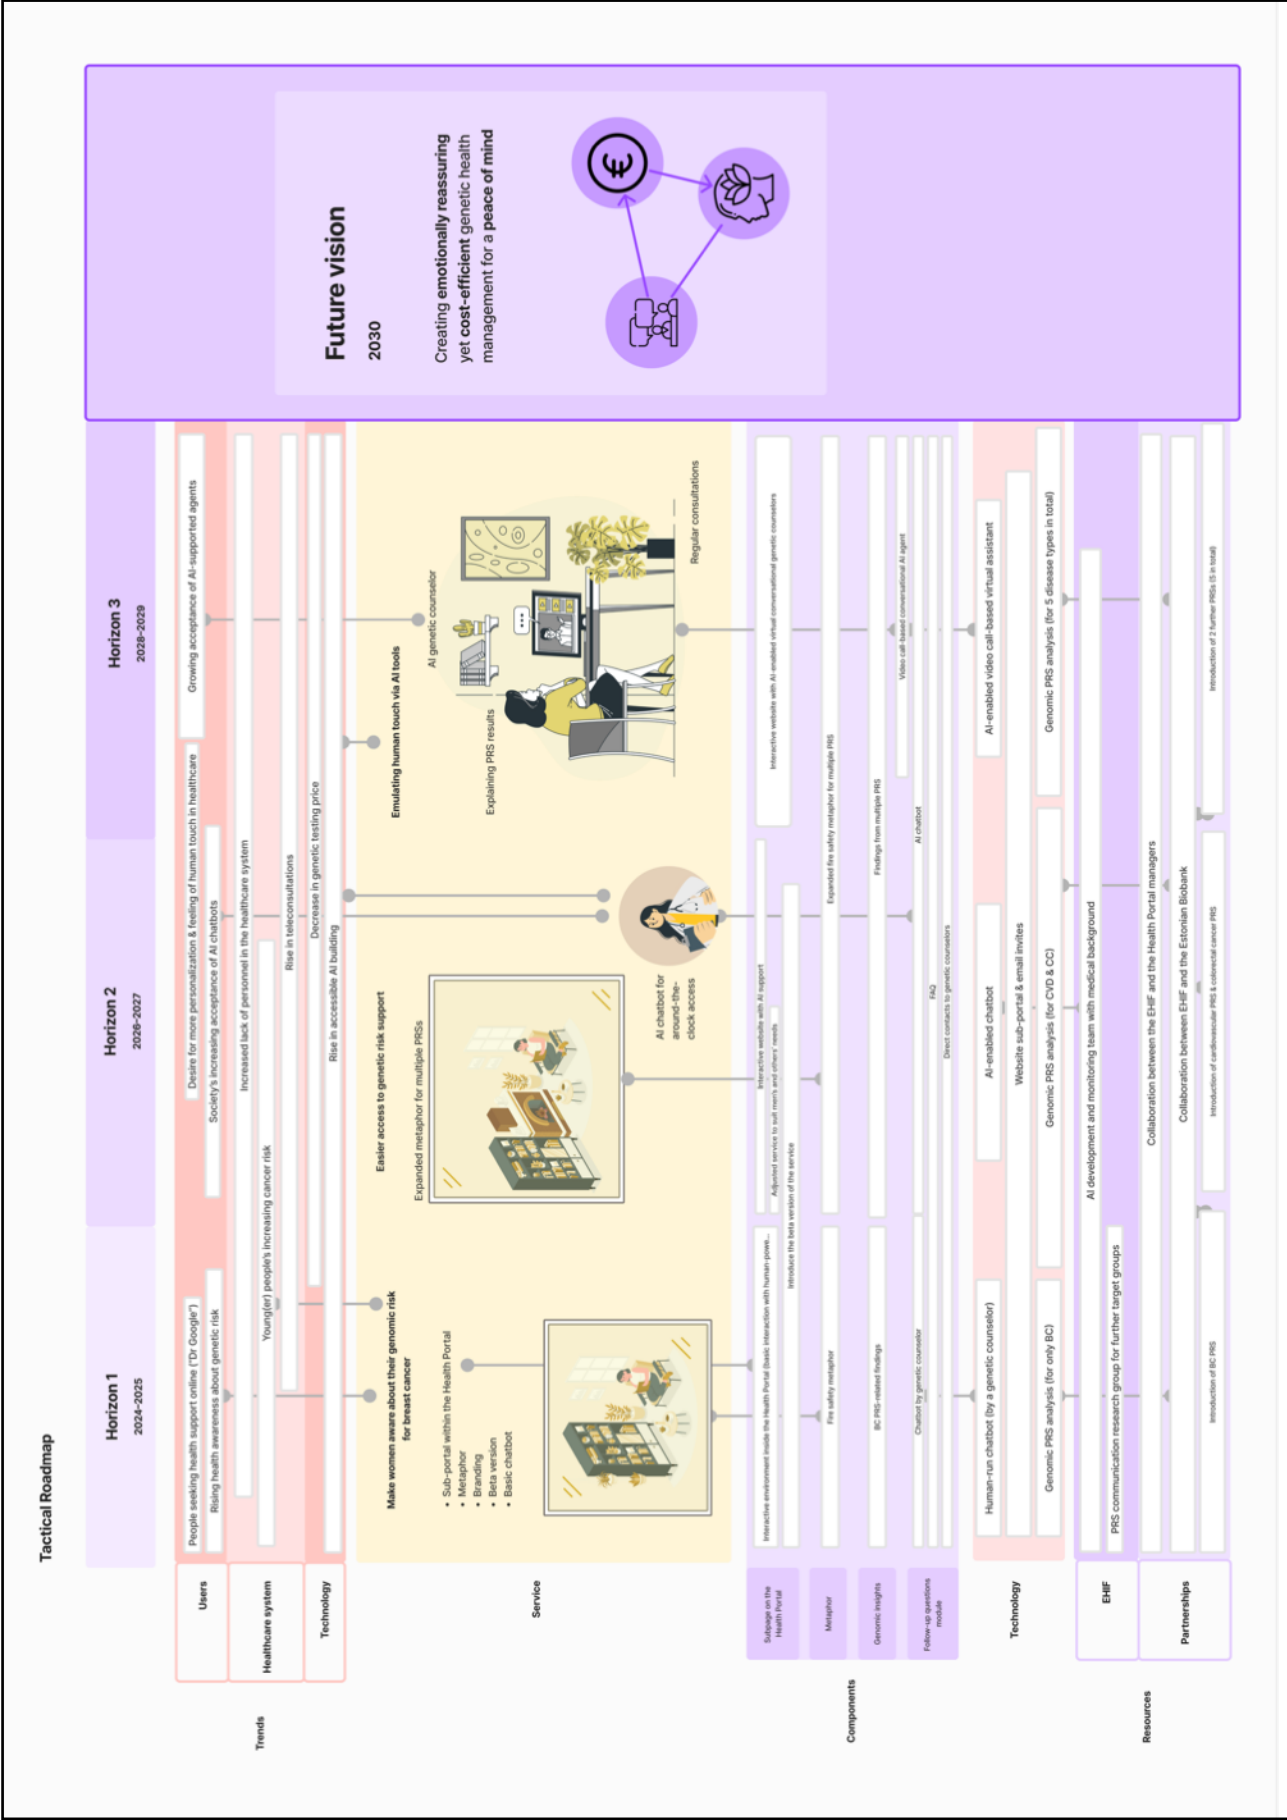 Tactical Roadmap
Horizon 1
2024–2025
Horizon 2
2026–2027
Horizon 3
2028–2029
Future vision
2030
Creating emotionally reassuring
yet cost-efficient genetic health
management for a peace of mind
Trends
Users
People seeking health support online ("Dr Google")
Desire for more personalization & feeling of human touch in healthcare
Growing acceptance of AI-supported agents
Rising health awareness about genetic risk
Society's increasing acceptance of AI chatbots
Healthcare system
Increased lack of personnel in the healthcare system
Young(er) people's increasing cancer risk
Rise in teleconsultations
Technology
Decrease in genetic testing price
Rise in accessible AI building
Service
Make women aware about their genomic risk
for breast cancer
• Sub-portal within the Health Portal
• Metaphor
• Branding
• Beta version
• Basic chatbot
Easier access to genetic risk support
Expanded metaphor for multiple PRSs
AI chatbot for
around-the-
clock access
Emulating human touch via AI tools
AI genetic counselor
Explaining PRS results
Regular consultations
Components
Subpage on the
Health Portal
Interactive environment inside the Health Portal (basic interaction with human-powe...
Interactive website with AI support
Interactive website with AI-enabled virtual conversational genetic counselors
Adjusted service to suit men's and others' needs
Introduce the beta version of the service
Metaphor
Fire safety metaphor
Expanded fire safety metaphor for multiple PRS
Genomic insights
BC PRS-related findings
Findings from multiple PRS
Follow-up questions
module
Video call-based conversational AI agent
Chatbot by genetic counselor
AI chatbot
FAQ
Direct contacts to genetic counselors
Technology
Human-run chatbot (by a genetic counselor)
AI-enabled chatbot
AI-enabled video call-based virtual assistant
Website sub-portal & email invites
Genomic PRS analysis (for only BC)
Genomic PRS analysis (for CVD & CC)
Genomic PRS analysis (for 5 disease types in total)
Resources
EHIF
AI development and monitoring team with medical background
PRS communication research group for further target groups
Partnerships
Collaboration between the EHIF and the Health Portal managers
Collaboration between EHIF and the Estonian Biobank
Introduction of BC PRS
Introduction of cardiovascular PRS & colorectal cancer PRS
Introduction of 2 further PRSs (5 in total)